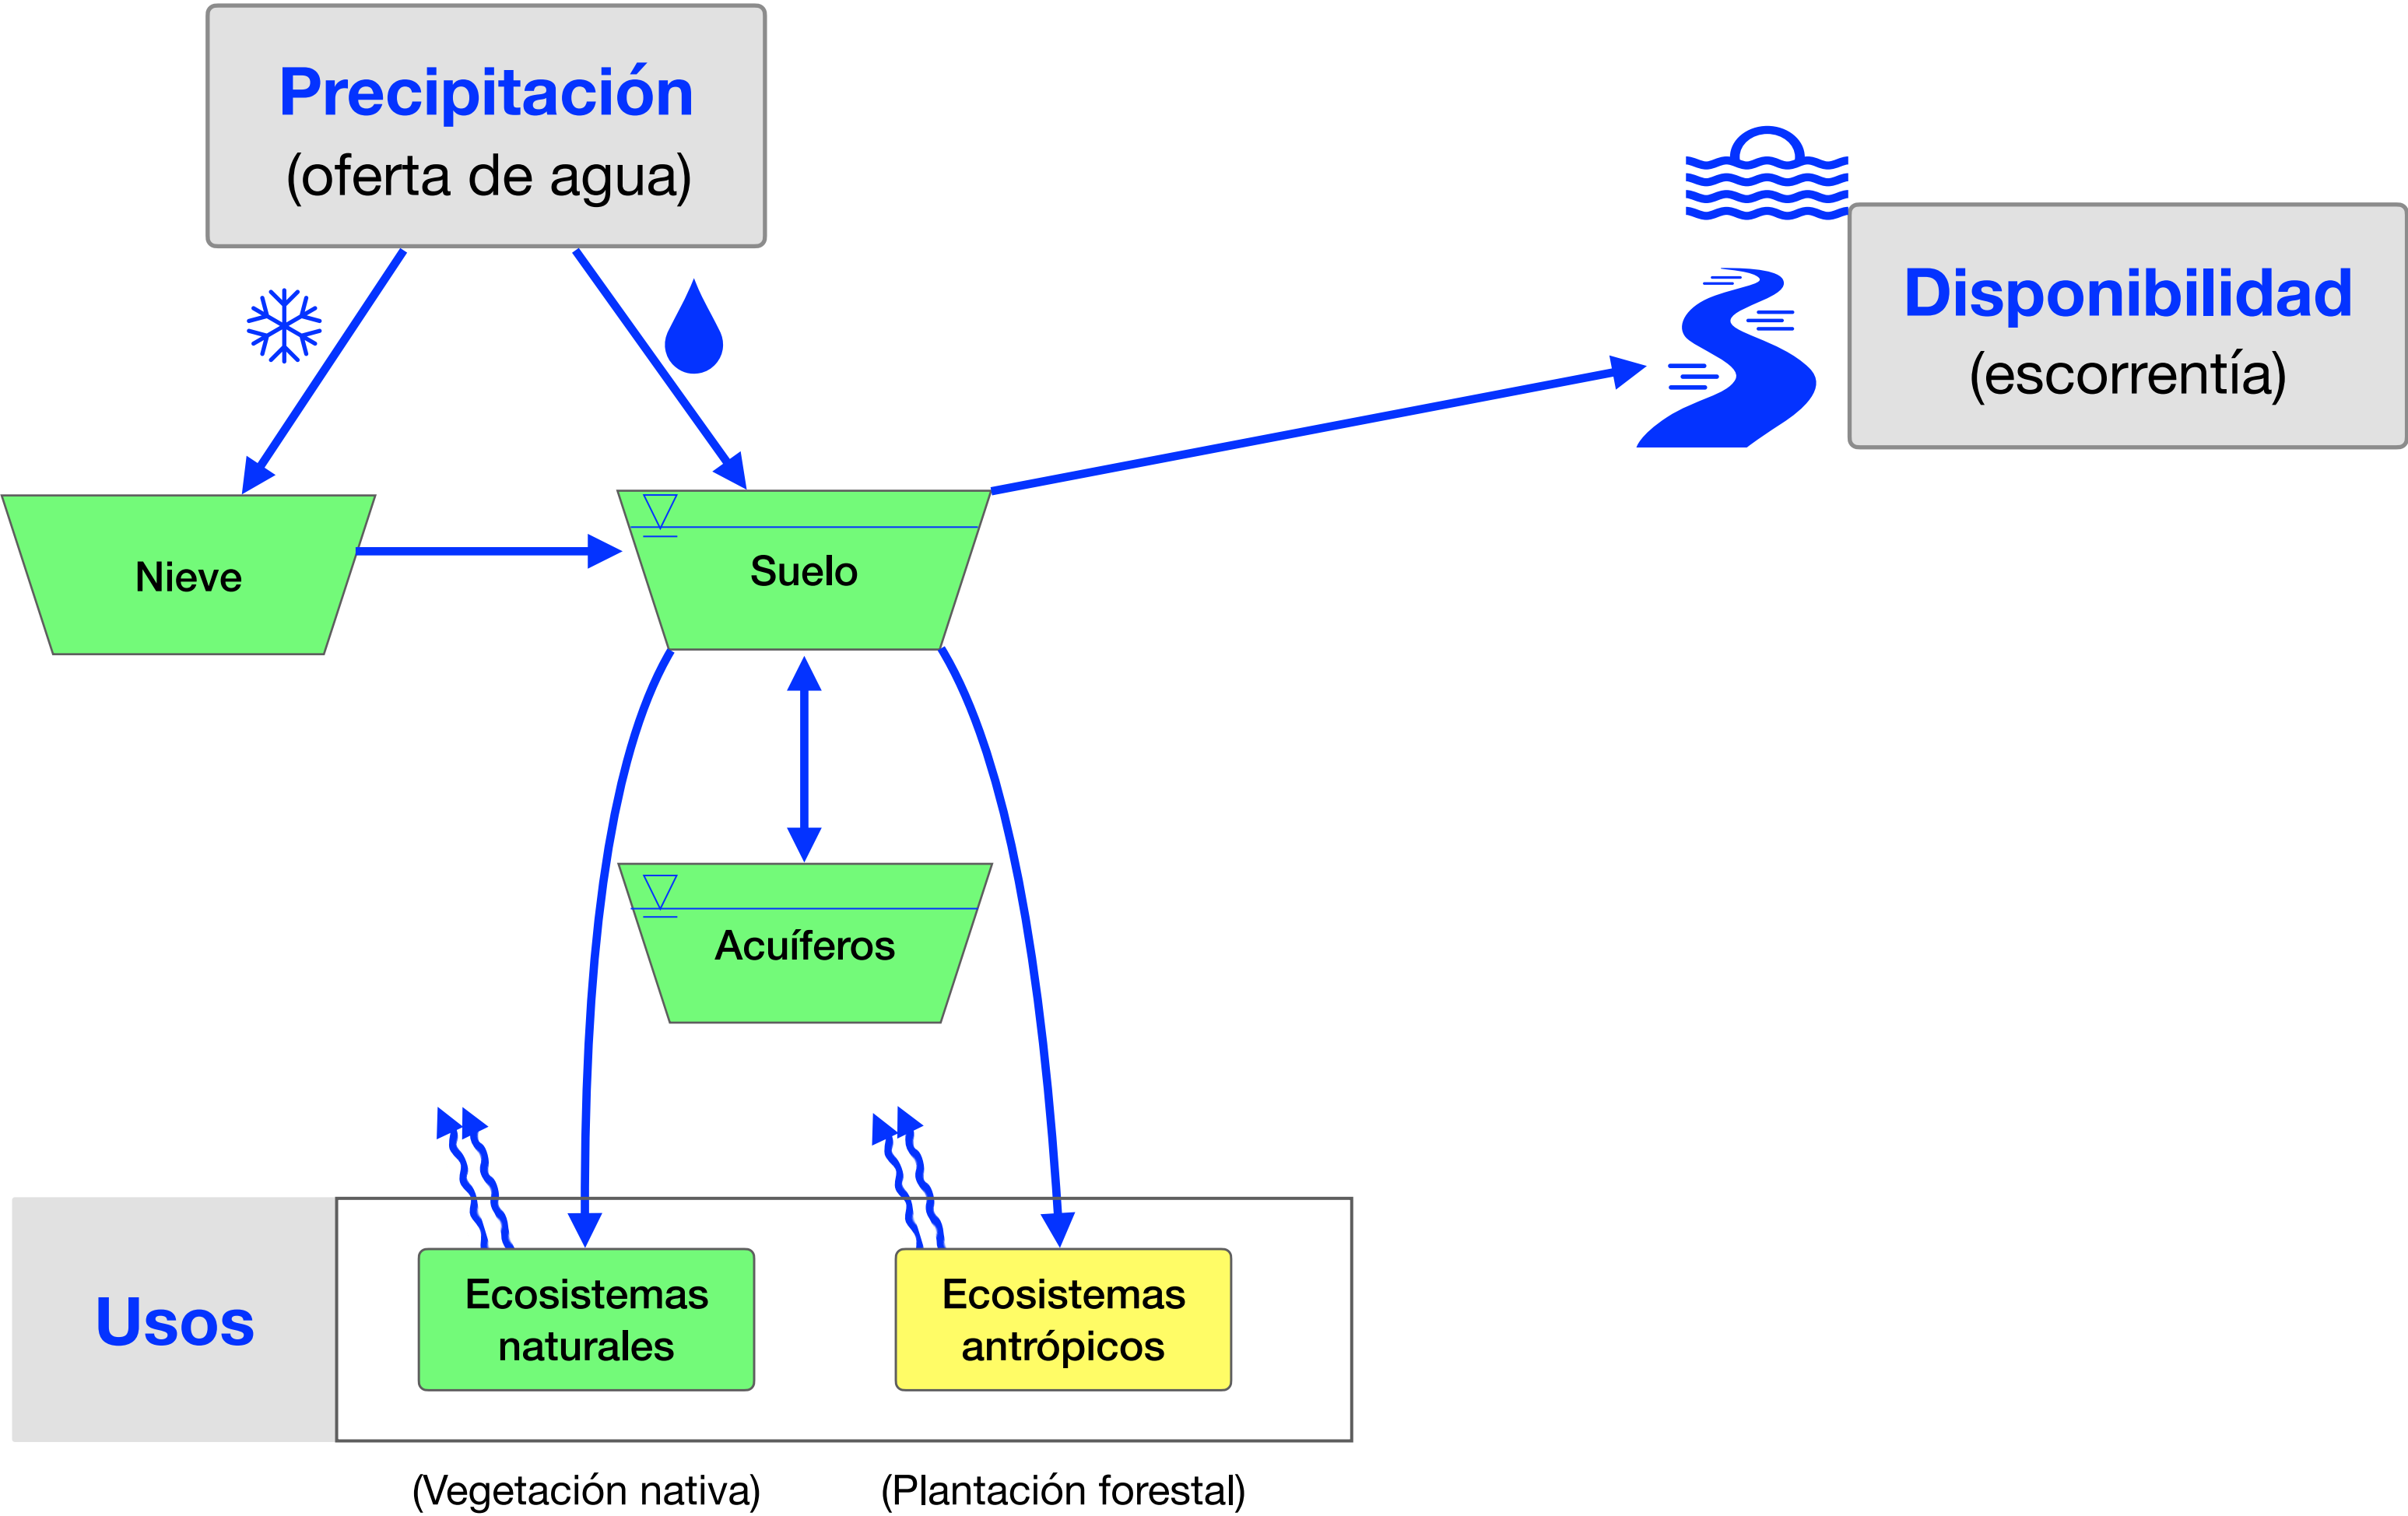 Precipitación
(oferta de agua)
Disponibilidad
(escorrentía)
Nieve
Suelo
Acuíferos
Usos
Ecosistemas
naturales
Ecosistemas
antrópicos
(Vegetación nativa)
(Plantación forestal)